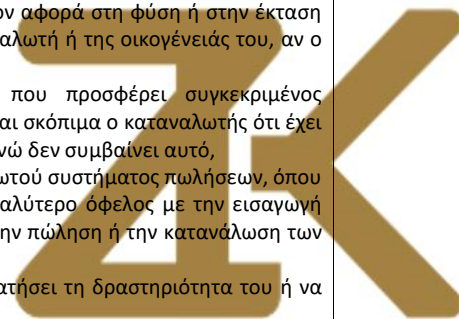 ον αφορά στη φύση ή στην έκταση
αλωτή ή της οικογένειάς του, αν ο
που προσφέρει συγκεκριμένος
αι σκόπιμα ο καταναλωτής ότι έχει
νώ δεν συμβαίνει αυτό,
ωτού συστήματος πωλήσεων, όπου
αλύτερο όφελος με την εισαγωγή
ην πώληση ή την κατανάλωση των
ατήσει τη δραστηριότητα του ή να